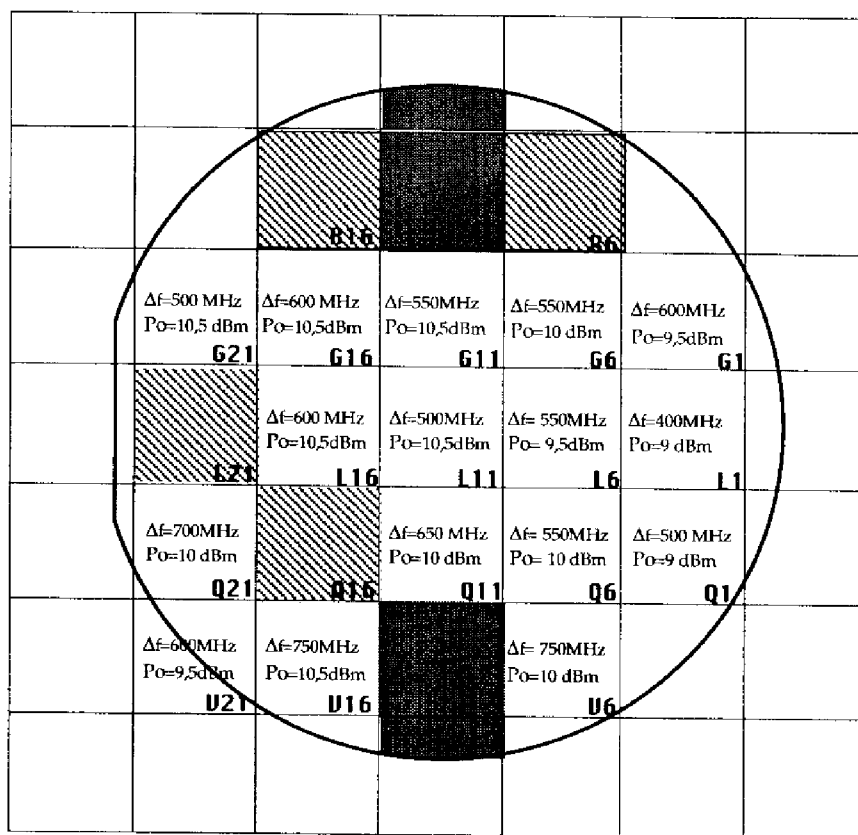 B16
B6
Δf=500 MHz
Po=10,5 dBm
G21
Δf=600 MHz
Po=10,5dBm
G16
Δf=550MHz
Po=10,5dBm
G11
Δf=550MHz
Po=10 dBm
G6
Δf=600MHz
Po=9,5dBm
G1
L21
Δf=600 MHz
Po=10,5dBm
L16
Δf=500MHz
Po=10,5dBm
L11
Δf= 550MHz
Po= 9,5dBm
L6
Δf=400MHz
Po=9 dBm
L1
Δf=700MHz
Po=10 dBm
Q21
Q16
Δf=650 MHz
Po=10 dBm
Q11
Δf= 550MHz
Po= 10 dBm
Q6
Δf=500 MHz
Po=9 dBm
Q1
Δf=600MHz
Po=9,5dBm
V21
Δf=750MHz
Po=10,5dBm
V16
Δf= 750MHz
Po=10 dBm
V6